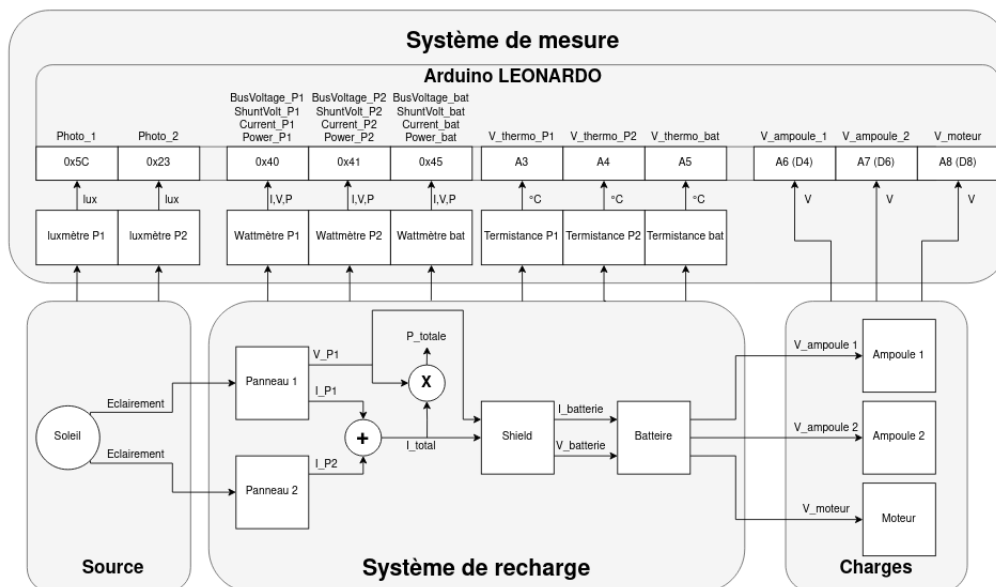 Système de mesure
Arduino LEONARDO
BusVoltage_P1 BusVoltage_P2 BusVoltage_bat
ShuntVolt_P1 ShuntVolt_P2 ShuntVolt_bat
Current_P1 Current_P2 Current_bat
Photo_1 Photo_2 Power_P1 Power_P2 Power_bat V_thermo_P1 V_thermo_P2 V_thermo_bat V_ampoule_1 V_ampoule_2 V_moteur
0x5C 0x23 0x40 0x41 0x45 A3 A4 A5 A6 (D4) A7 (D6) A8 (D8)
lux lux I,V,P I,V,P I,V,P °C °C °C V V V
luxmètre P1 luxmètre P2 Wattmètre P1 Wattmètre P2 Wattmètre bat Termistance P1 Termistance P2 Termistance bat
P_totale
V_P1
V_ampoule 1
Ampoule 1
Panneau 1
X
I_P1
Eclairement
I_batterie
Soleil
+
I_total
Shield
Batteire
V_ampoule 2
Ampoule 2
V_batterie
Eclairement
I_P2
Panneau 2
V_moteur
Moteur
Source
Système de recharge
Charges